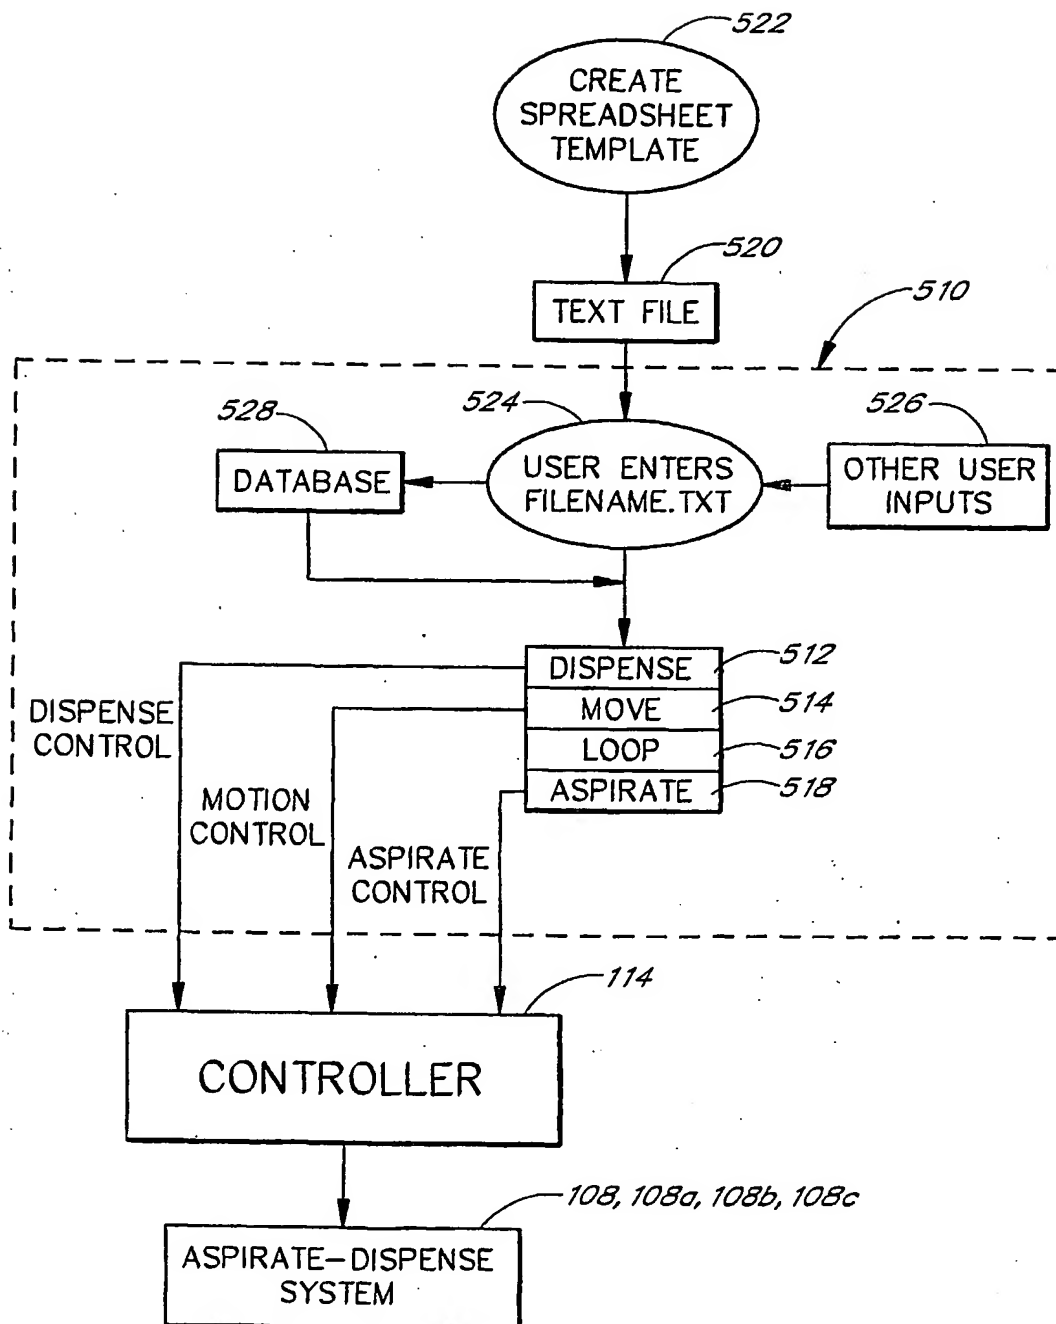 522
CREATE
SPREADSHEET
TEMPLATE
520
TEXT FILE
510
528
524
526
DATABASE
USER ENTERS
FILENAME.TXT
OTHER USER
INPUTS
DISPENSE
512
MOVE
514
LOOP
516
ASPIRATE
518
DISPENSE
CONTROL
MOTION
CONTROL
ASPIRATE
CONTROL
114
CONTROLLER
108, 108a, 108b, 108c
ASPIRATE-DISPENSE
SYSTEM